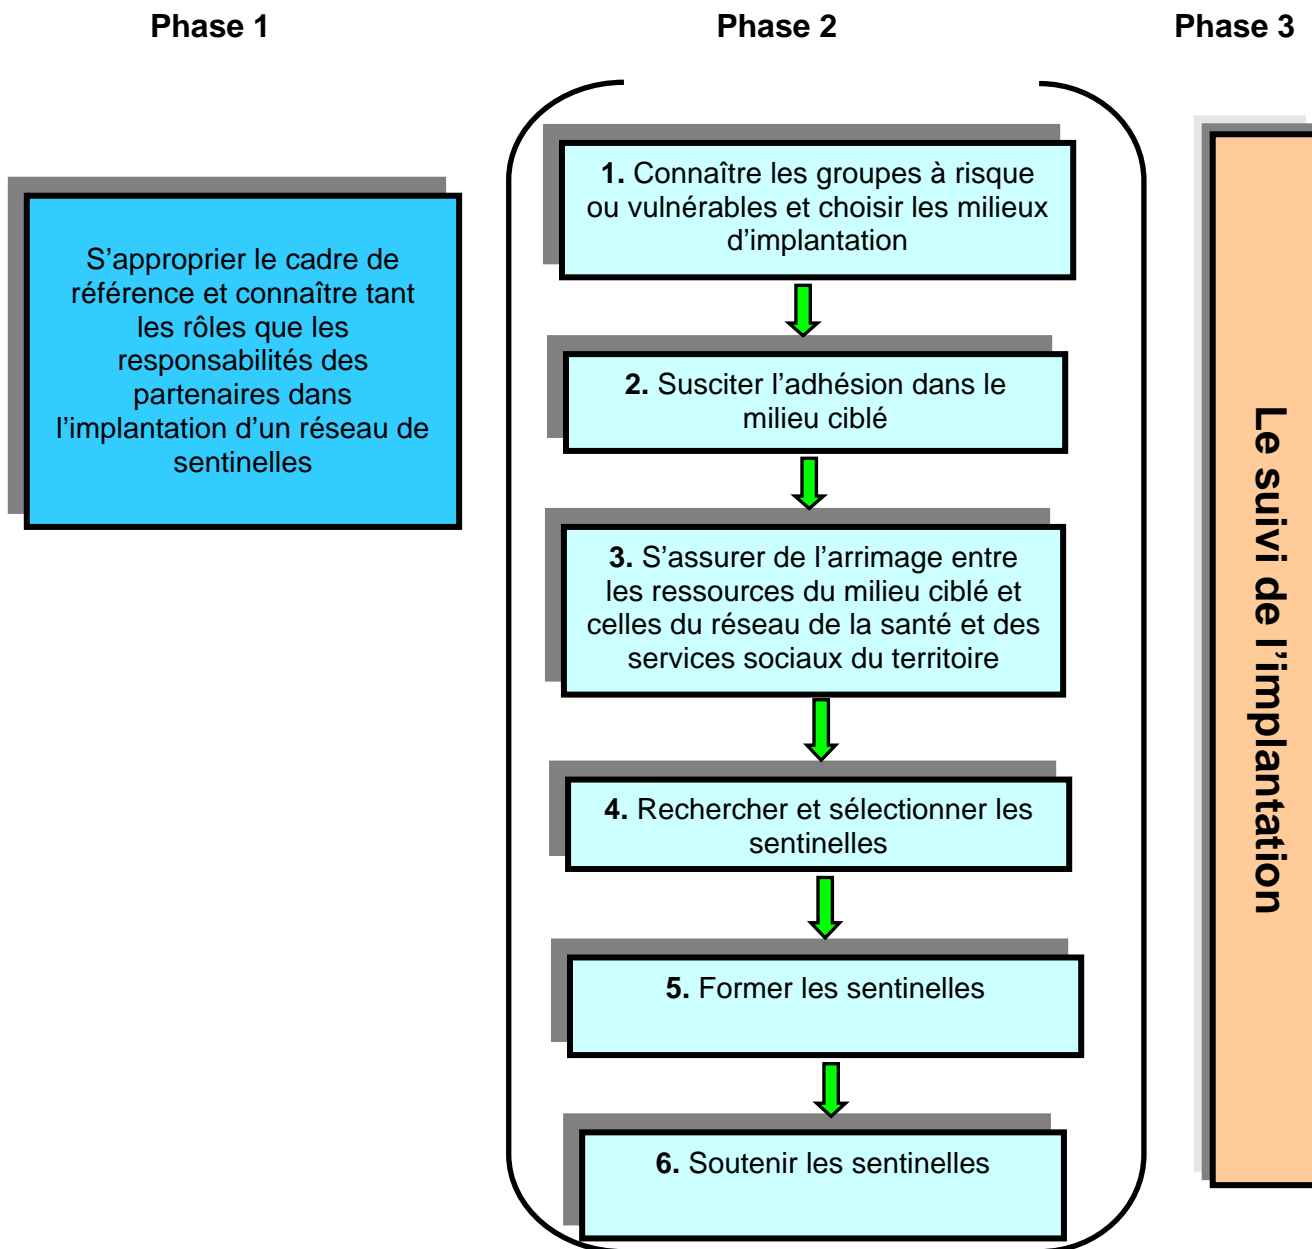 Phase 1
Phase 2
Phase 3
S’approprier le cadre de
référence et connaître tant
les rôles que les
responsabilités des
partenaires dans
l’implantation d’un réseau de
sentinelles
1. Connaître les groupes à risque
ou vulnérables et choisir les milieux
d’implantation
2. Susciter l’adhésion dans le
milieu ciblé
3. S’assurer de l’arrimage entre
les ressources du milieu ciblé et
celles du réseau de la santé et des
services sociaux du territoire
4. Rechercher et sélectionner les
sentinelles
5. Former les sentinelles
6. Soutenir les sentinelles
Le suivi de l’implantation